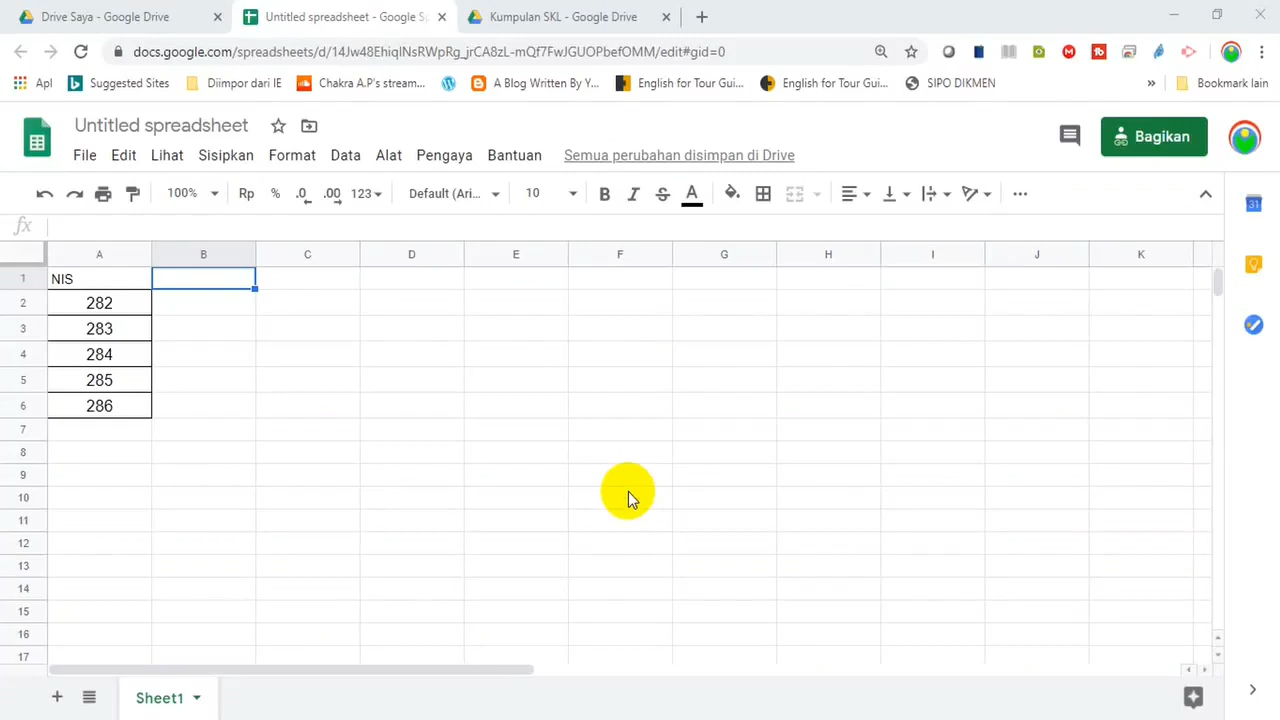 Drive Saya - Google Drive
Untitled spreadsheet - Google S
Kumpulan SKL - Google Drive
docs.google.com/spreadsheets/d/14Jw48EhiqINsRWpRg_jrCA8zL-mQf7FwJGUOPbefOMM/edit#gid=0
Apl
Suggested Sites
Diimpor dari IE
Chakra A.P's stream...
A Blog Written By Y...
English for Tour Gui...
English for Tour Gui...
SIPO DIKMEN
»
Bookmark lain
Untitled spreadsheet
Bagikan
File Edit Lihat Sisipkan Format Data Alat Pengaya Bantuan Semua perubahan disimpan di Drive
100% Rp % .0 .00 123 Default (Ari... 10 B I S A
fx
A B C D E F G H I J K
1 NIS
2 282
3 283
4 284
5 285
6 286
7
8
9
10
11
12
13
14
15
16
17
31
Sheet1